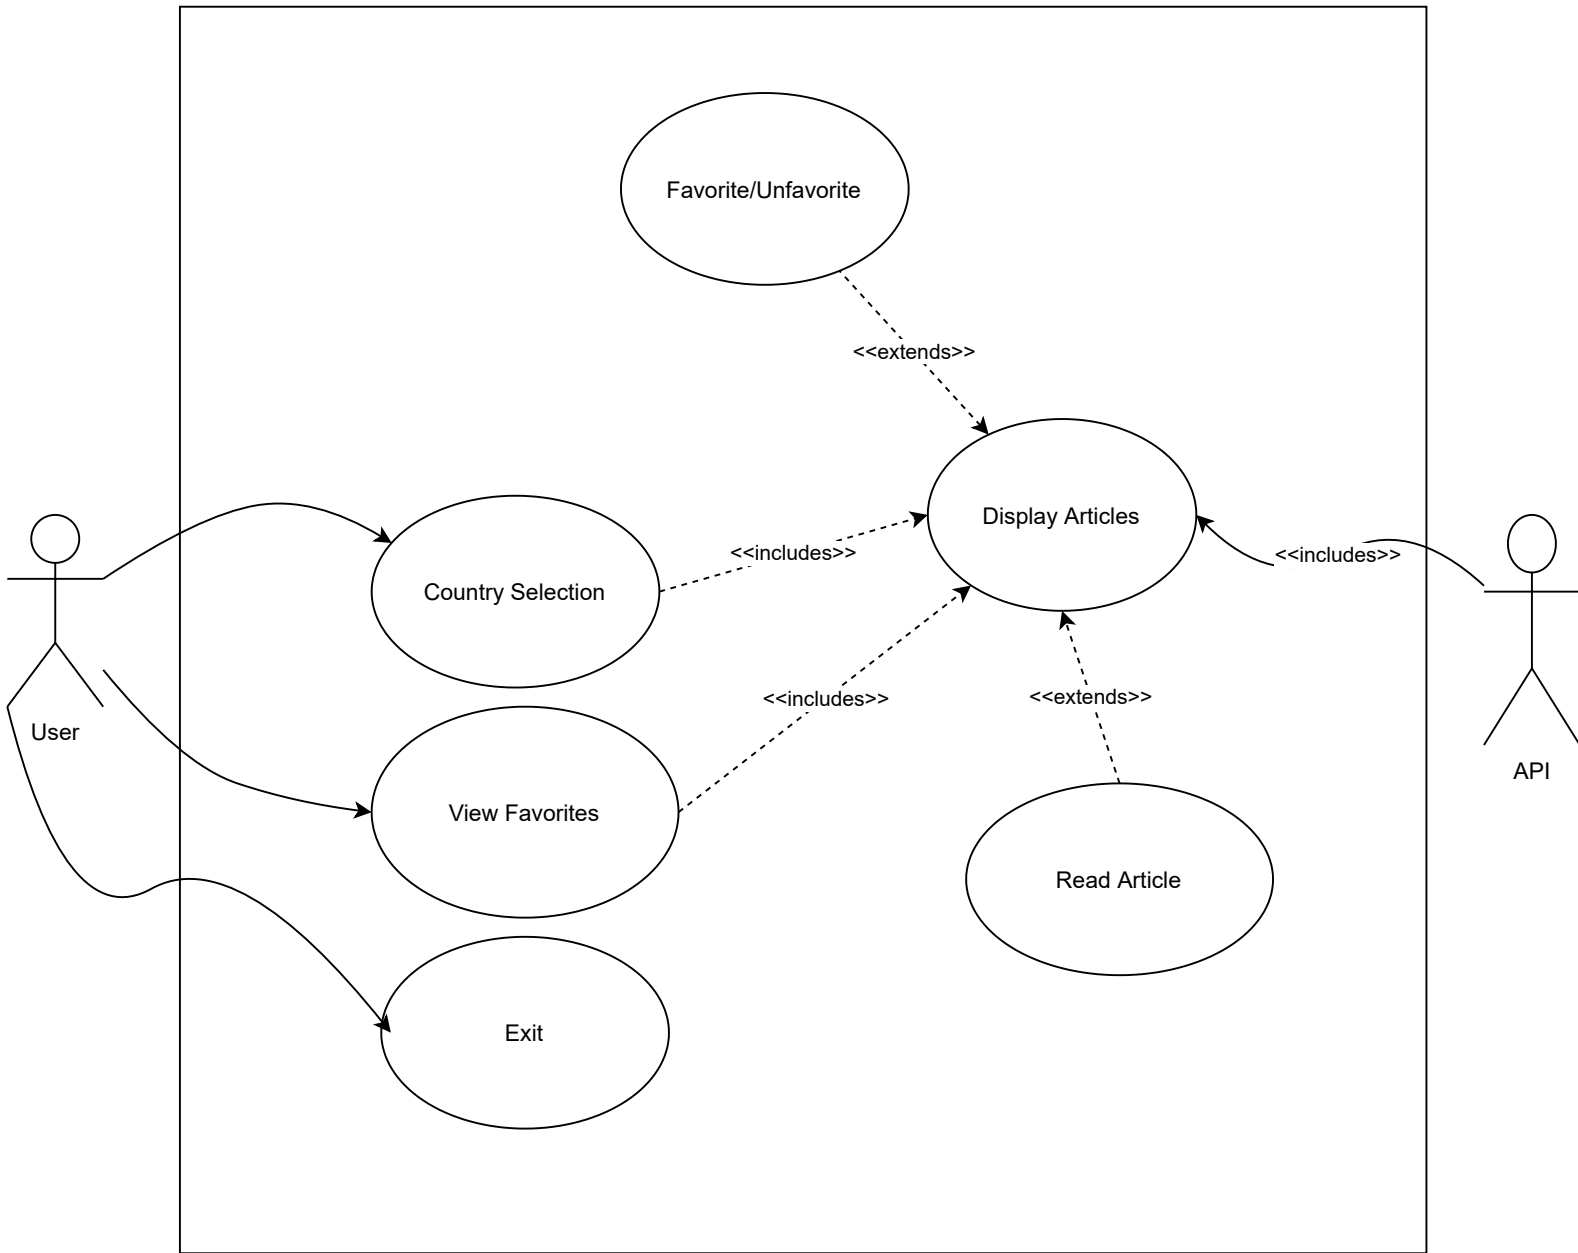 Favorite/Unfavorite
<<extends>>
Display Articles
<<includes>>
<<includes>>
Country Selection
<<includes>>
<<extends>>
User
API
View Favorites
Read Article
Exit